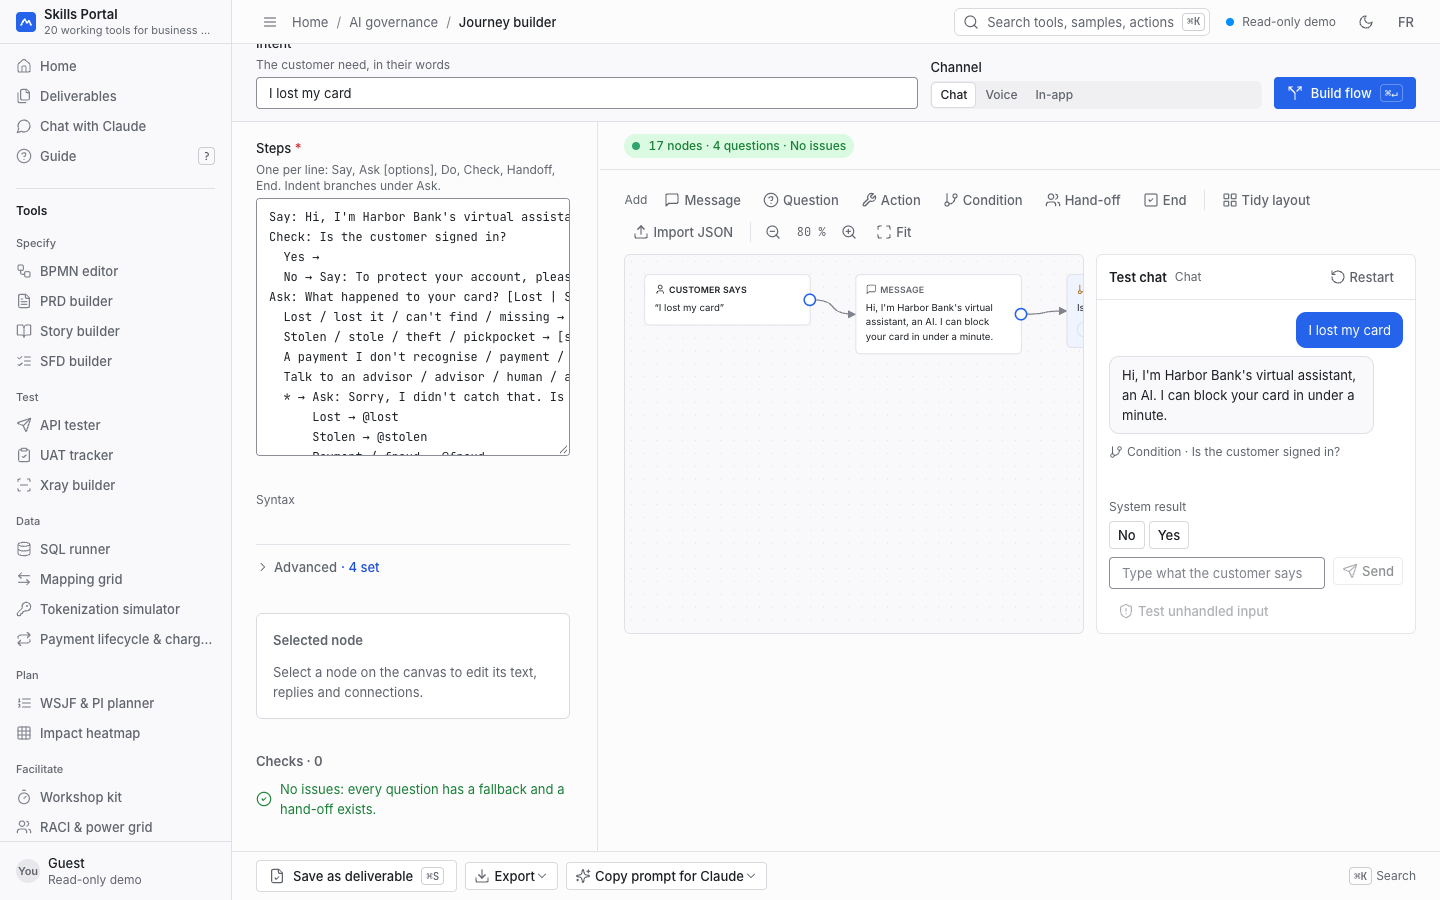 Skills Portal
20 working tools for business ...
Home
Deliverables
Chat with Claude
Guide
?
Tools
Specify
BPMN editor
PRD builder
Story builder
SFD builder
Test
API tester
UAT tracker
Xray builder
Data
SQL runner
Mapping grid
Tokenization simulator
Payment lifecycle & charg...
Plan
WSJF & PI planner
Impact heatmap
Facilitate
Workshop kit
RACI & power grid
You
Guest
Read-only demo
Home / AI governance / Journey builder
Search tools, samples, actions ⌘K
Read-only demo
FR
Intent
The customer need, in their words
I lost my card
Channel
Chat Voice In-app
Build flow ⌘↵
Steps *
One per line: Say, Ask [options], Do, Check, Handoff,
End. Indent branches under Ask.
Say: Hi, I'm Harbor Bank's virtual assista
Check: Is the customer signed in?
Yes →
No → Say: To protect your account, pleas
Ask: What happened to your card? [Lost | S
Lost / lost it / can't find / missing →
Stolen / stole / theft / pickpocket → [s
A payment I don't recognise / payment /
Talk to an advisor / advisor / human / a
* → Ask: Sorry, I didn't catch that. Is
Lost → @lost
Stolen → @stolen
Syntax
Advanced · 4 set
Selected node
Select a node on the canvas to edit its text,
replies and connections.
Checks · 0
No issues: every question has a fallback and a
hand-off exists.
17 nodes · 4 questions · No issues
Add Message Question Action Condition Hand-off End Tidy layout
Import JSON 80 % Fit
CUSTOMER SAYS
“I lost my card”
MESSAGE
Hi, I'm Harbor Bank's virtual
assistant, an AI. I can block
your card in under a minute.
Is
Test chat Chat Restart
I lost my card
Hi, I'm Harbor Bank's virtual assistant,
an AI. I can block your card in under a
minute.
Condition · Is the customer signed in?
System result
No Yes
Type what the customer says
Send
Test unhandled input
Save as deliverable ⌘S
Export
Copy prompt for Claude
⌘K Search